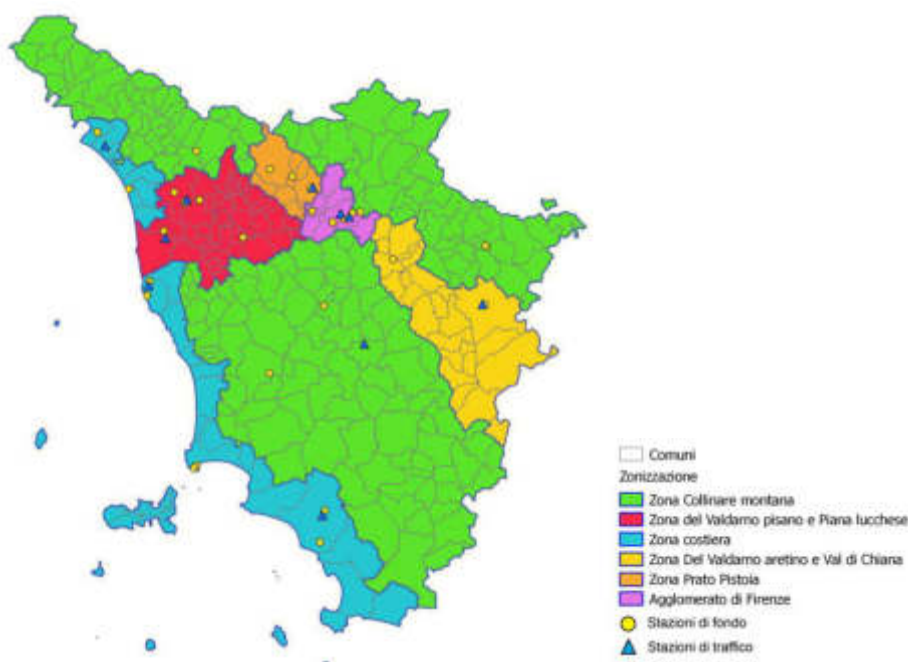 Comuni
Zonizzazione
Zona Collinare montana
Zona del Valdarno pisano e Piana lucchese
Zona costiera
Zona Del Valdarno aretino e Val di Chiana
Zona Prato Pistoia
Agglomerato di Firenze
Stazioni di fondo
Stazioni di traffico